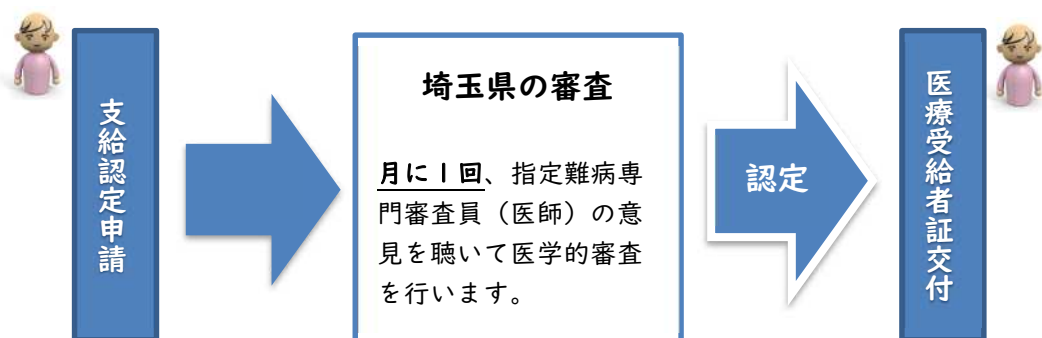 支給認定申請
埼玉県の審査
月に1回、指定難病専
門審査員（医師）の意
見を聴いて医学的審査
を行います。
認定
医療受給者証交付